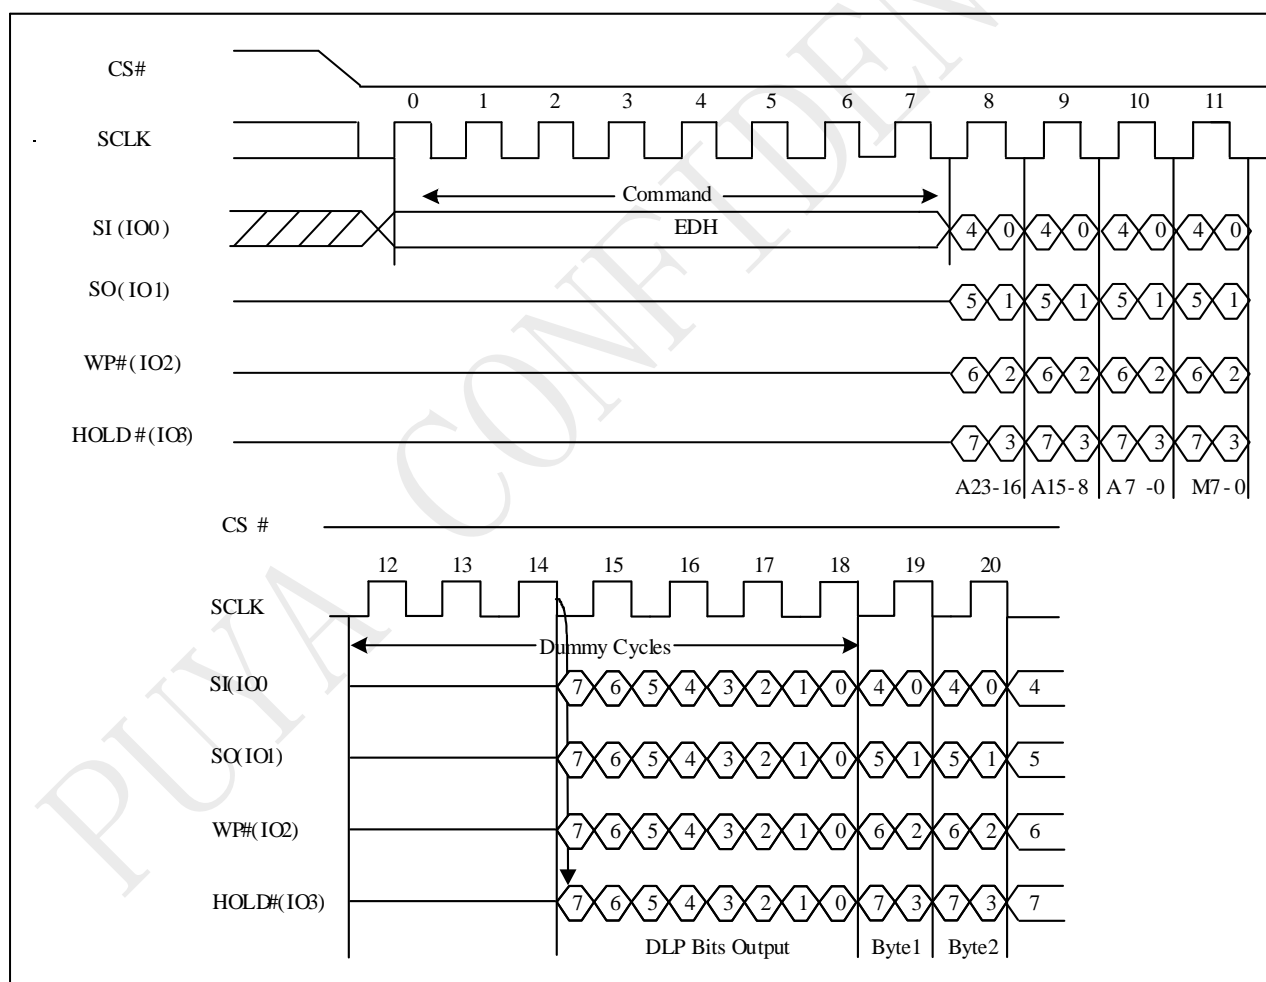 CS#
0 1 2 3 4 5 6 7 8 9 10 11
SCLK
Command
SI(IO0) EDH 4 0 4 0 4 0 4 0
SO(IO1) 5 1 5 1 5 1 5 1
WP#(IO2) 6 2 6 2 6 2 6 2
HOLD#(IO3) 7 3 7 3 7 3 7 3
A23-16 A15-8 A7-0 M7-0
CS #
12 13 14 15 16 17 18 19 20
SCLK
Dummy Cycles
SI(IO0 7 6 5 4 3 2 1 0 4 0 4 0 4
SO(IO1) 7 6 5 4 3 2 1 0 5 1 5 1 5
WP#(IO2) 7 6 5 4 3 2 1 0 6 2 6 2 6
HOLD#(IO3) 7 6 5 4 3 2 1 0 7 3 7 3 7
DLP Bits Output Byte1 Byte2
PUYA CONFIDEN